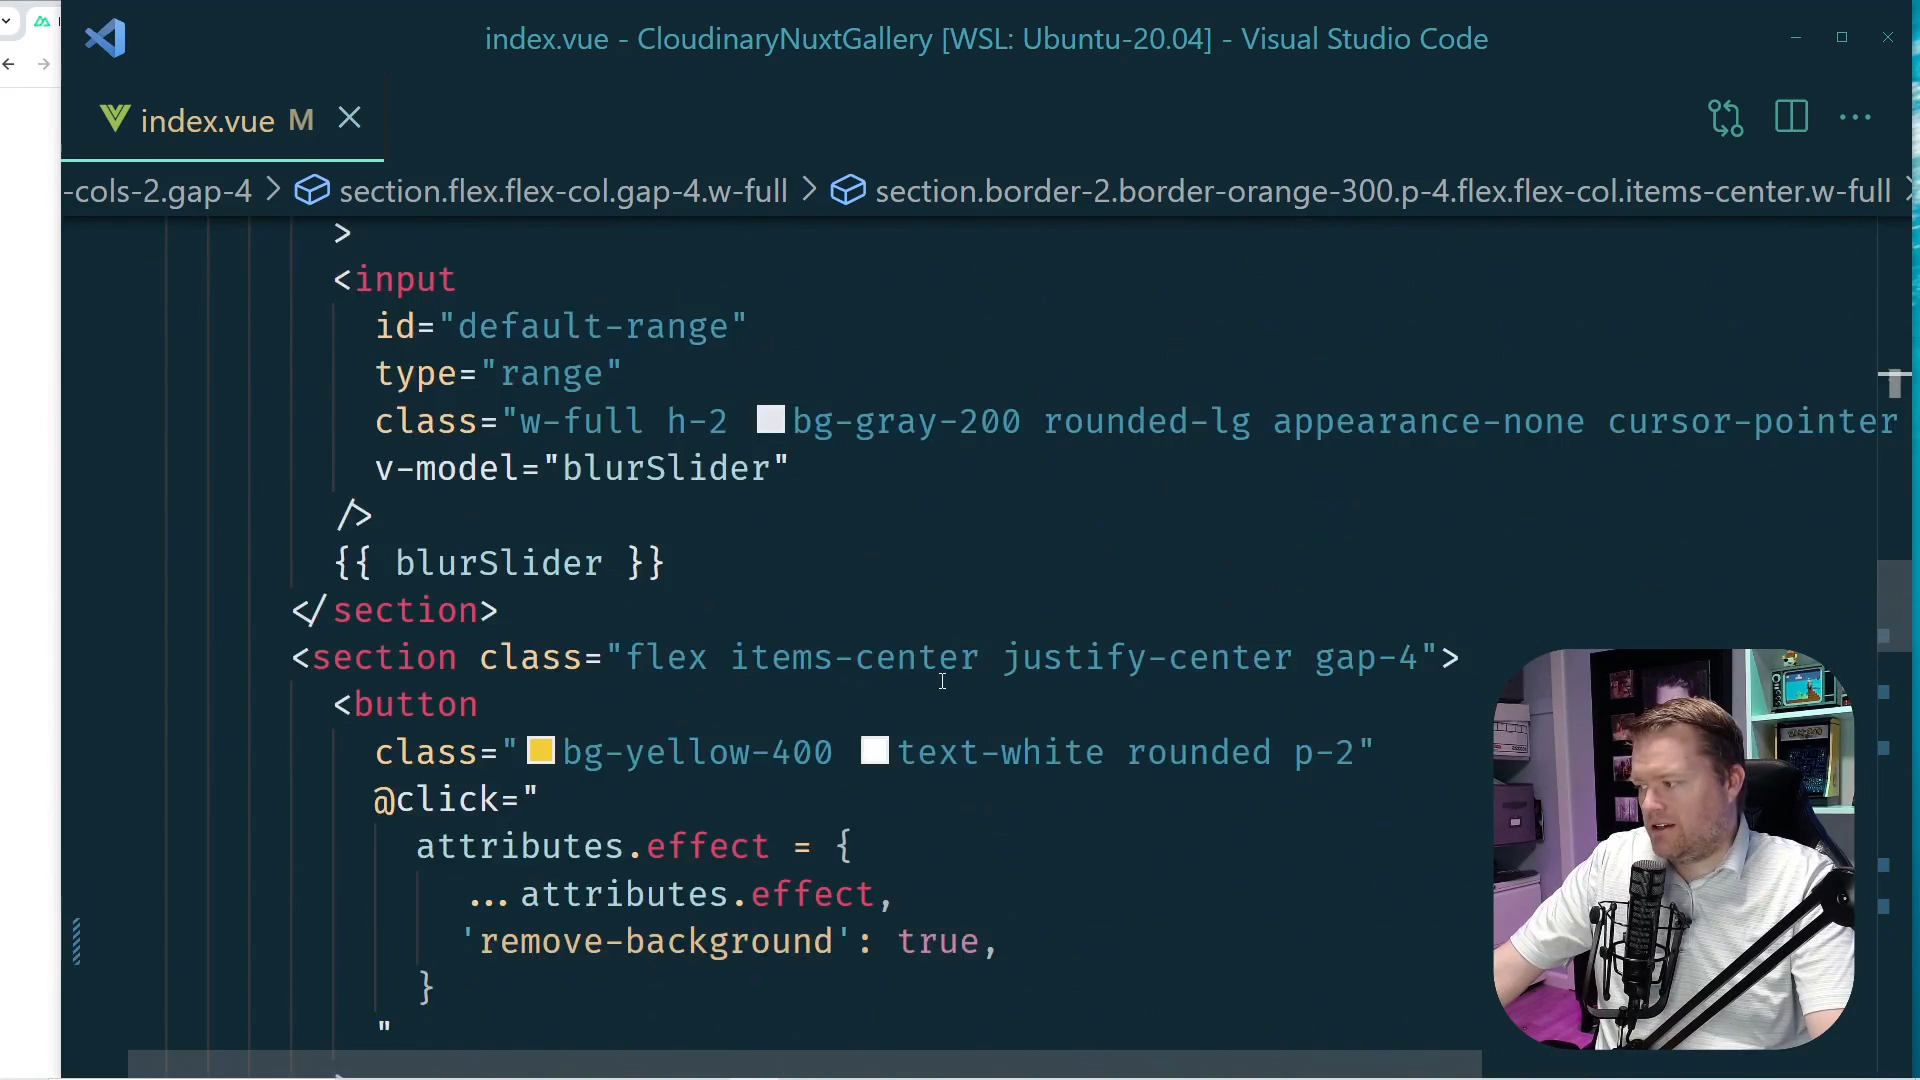 index.vue - CloudinaryNuxtGallery [WSL: Ubuntu-20.04] - Visual Studio Code
index.vue M
-cols-2.gap-4 > section.flex.flex-col.gap-4.w-full > section.border-2.border-orange-300.p-4.flex.flex-col.items-center.w-full >
>
<input
id="default-range"
type="range"
class="w-full h-2 bg-gray-200 rounded-lg appearance-none cursor-pointer
v-model="blurSlider"
/>
{{ blurSlider }}
</section>
<section class="flex items-center justify-center gap-4">
<button
class="bg-yellow-400 text-white rounded p-2"
@click="
attributes.effect = {
...attributes.effect,
'remove-background': true,
}
"